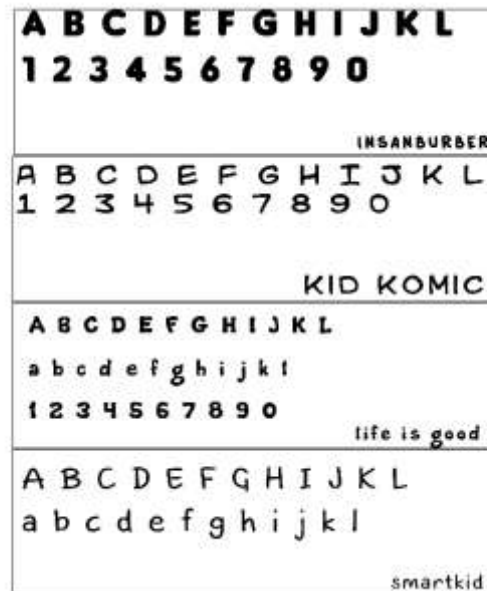 A B C D E F G H I J K L
1 2 3 4 5 6 7 8 9 0
INSANBURBER
A B C D E F G H I J K L
1 2 3 4 5 6 7 8 9 0
KID KOMIC
A B C D E F G H I J K L
a b c d e f g h i j k l
1 2 3 4 5 6 7 8 9 0
life is good
A B C D E F G H I J K L
a b c d e f g h i j k l
smartkid